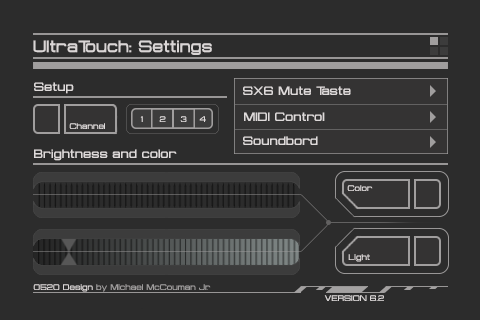 UltraTouch: Settings
Setup
Channel
1 2 3 4
SX6 Mute Taste
MIDI Control
Soundbord
Brightness and color
Color
Light
0620 Design by Michael McCouman Jr
VERSION 6.2